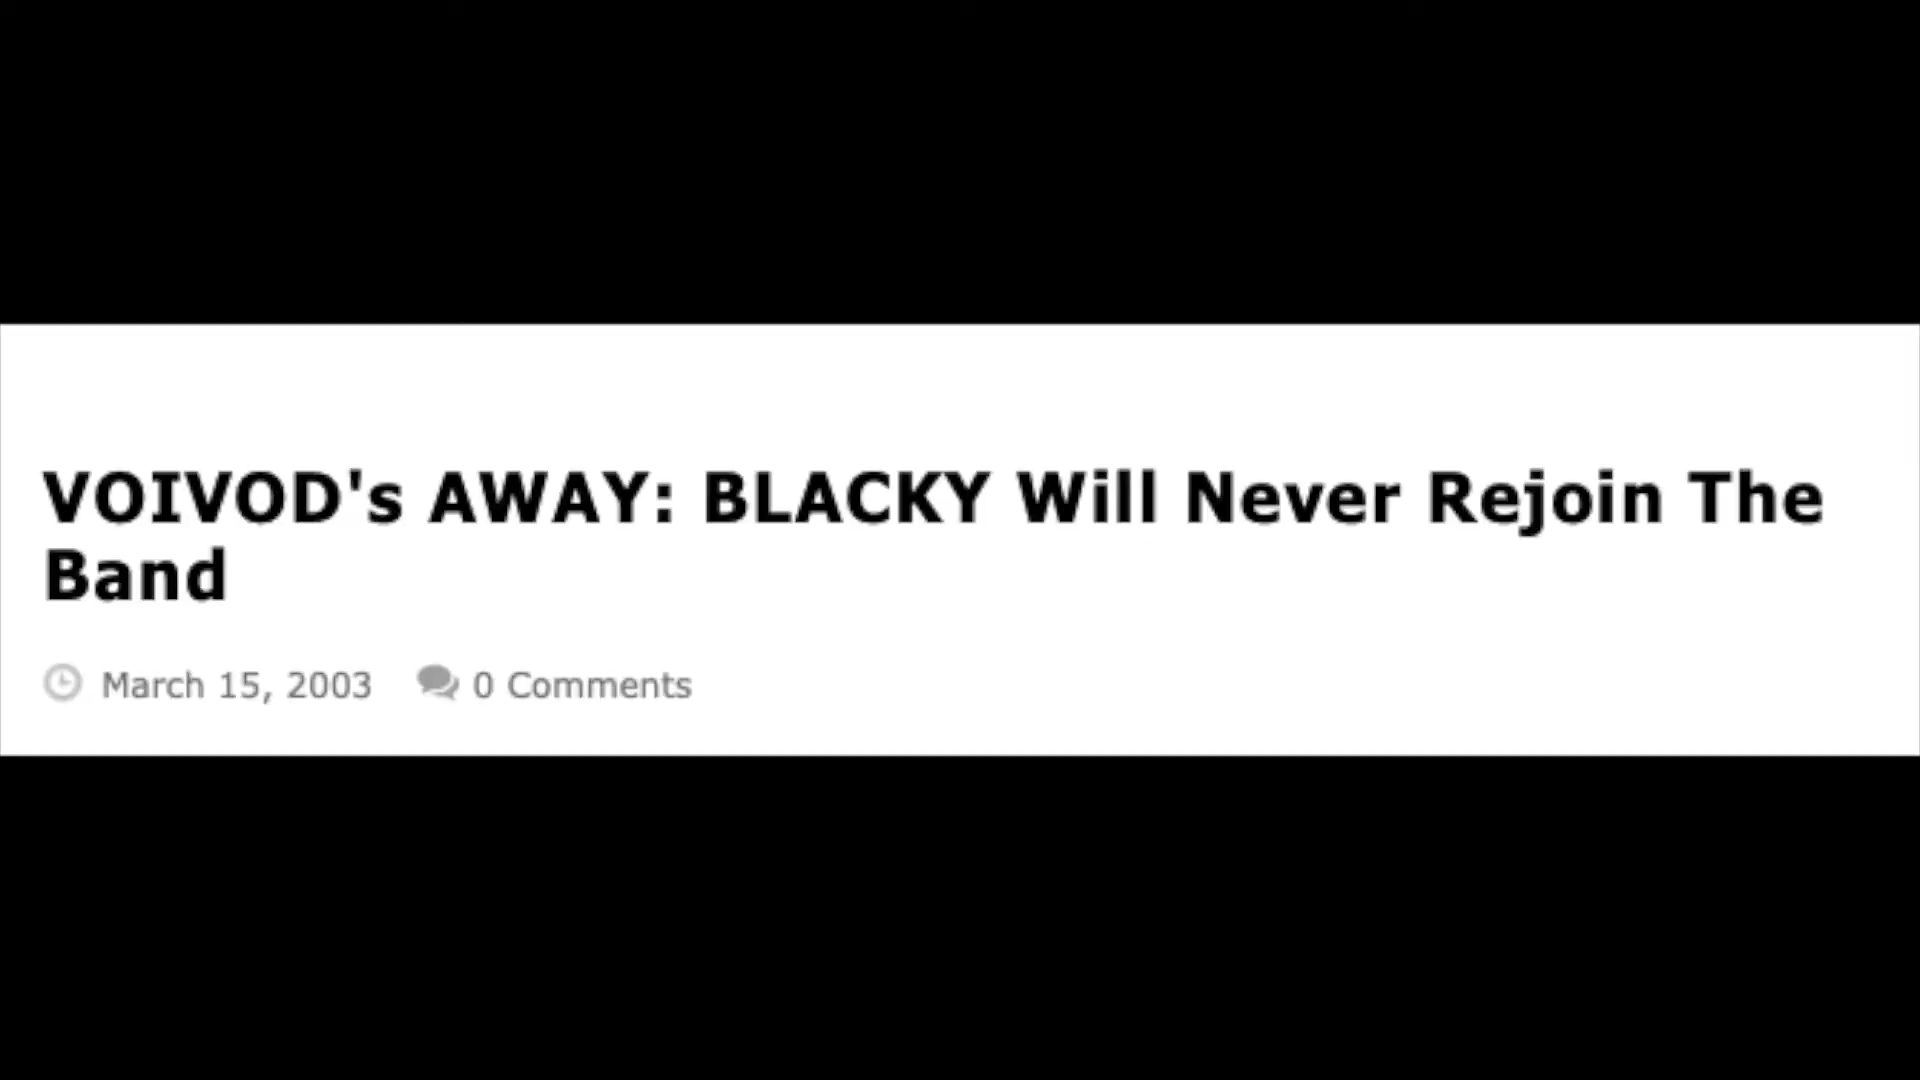 VOIVOD's AWAY: BLACKY Will Never Rejoin The
Band
March 15, 2003 0 Comments